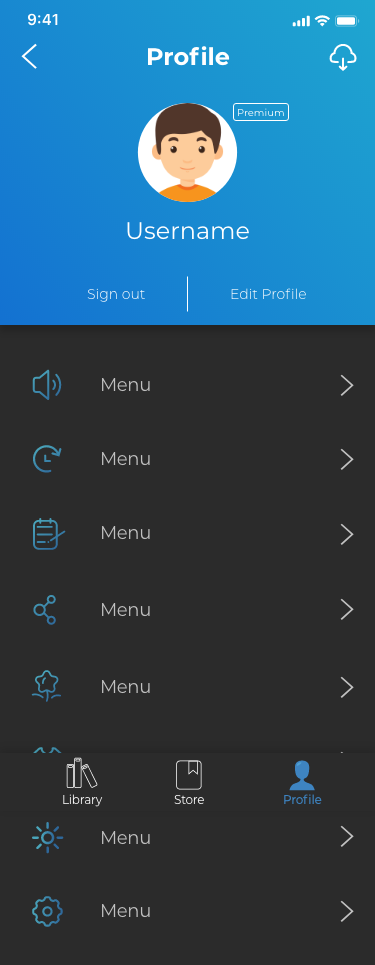 9:41
Profile
Premium
Username
Sign out
Edit Profile
Menu
Menu
Menu
Menu
Menu
Library
Store
Profile
Menu
Menu